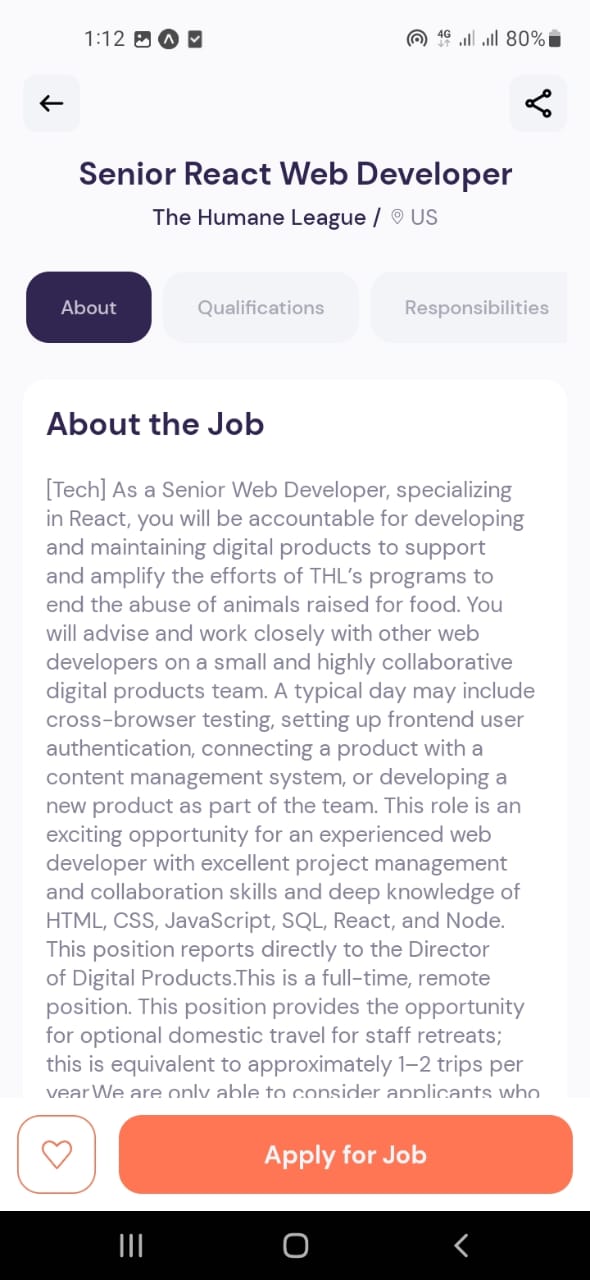 1:12
4G
80%
Senior React Web Developer
The Humane League / US
About
Qualifications
Responsibilities
About the Job
[Tech] As a Senior Web Developer, specializing
in React, you will be accountable for developing
and maintaining digital products to support
and amplify the efforts of THL’s programs to
end the abuse of animals raised for food. You
will advise and work closely with other web
developers on a small and highly collaborative
digital products team. A typical day may include
cross-browser testing, setting up frontend user
authentication, connecting a product with a
content management system, or developing a
new product as part of the team. This role is an
exciting opportunity for an experienced web
developer with excellent project management
and collaboration skills and deep knowledge of
HTML, CSS, JavaScript, SQL, React, and Node.
This position reports directly to the Director
of Digital Products.This is a full-time, remote
position. This position provides the opportunity
for optional domestic travel for staff retreats;
this is equivalent to approximately 1–2 trips per
year.We are only able to consider applicants who
Apply for Job